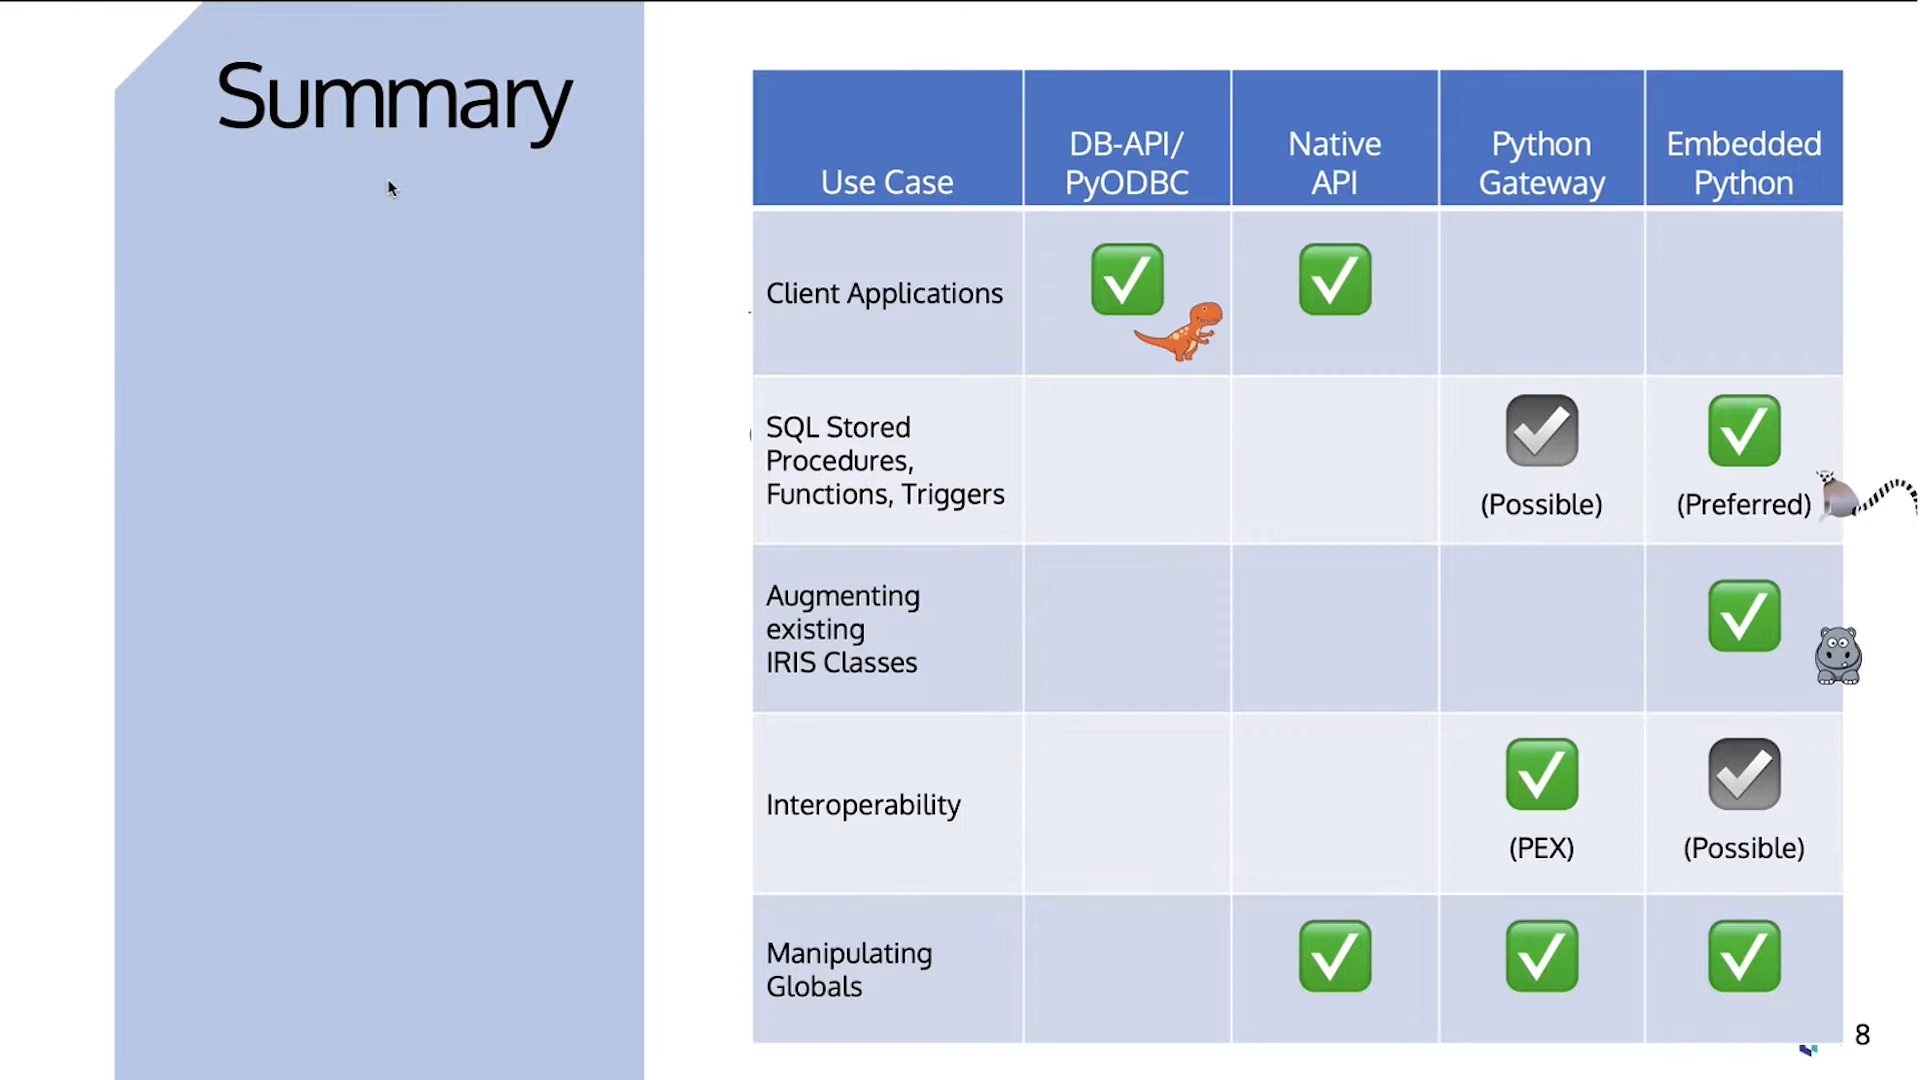 Summary
Use Case
DB-API/
PyODBC
Native
API
Python
Gateway
Embedded
Python
Client Applications
SQL Stored
Procedures,
Functions, Triggers
(Possible)
(Preferred)
Augmenting
existing
IRIS Classes
Interoperability
(PEX)
(Possible)
Manipulating
Globals
8